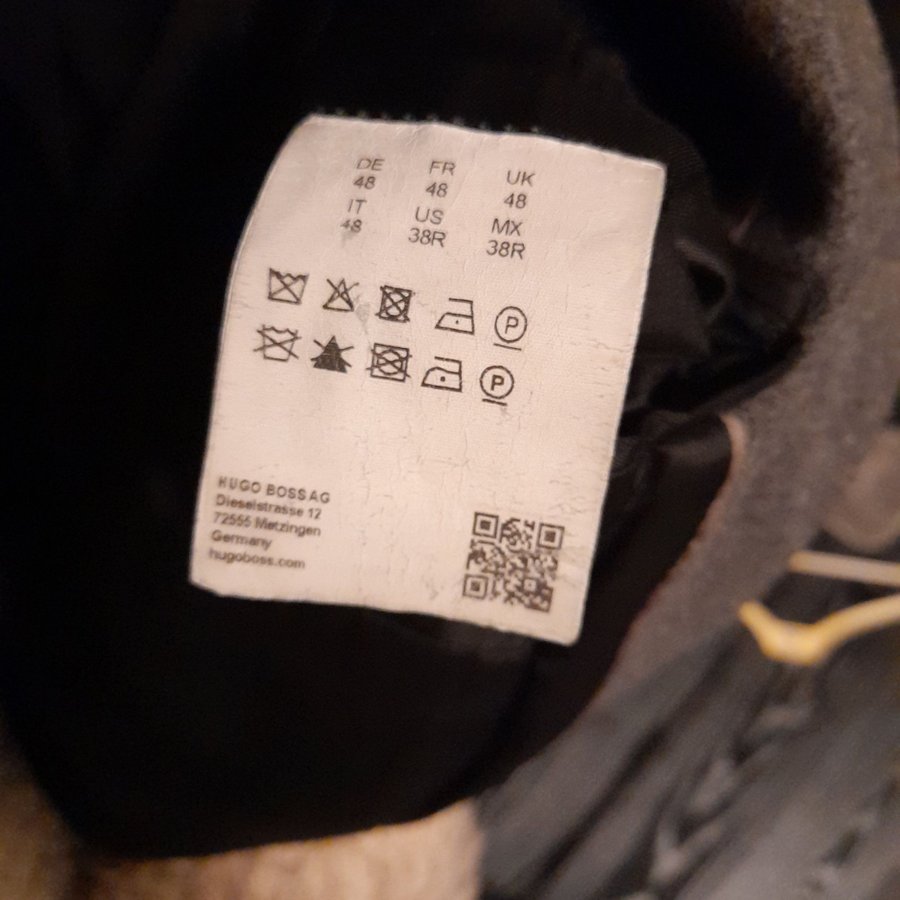 DE FR UK
48 48 48
IT US MX
48 38R 38R
P
P
HUGO BOSS AG
Dieselstrasse 12
72555 Metzingen
Germany
hugoboss.com